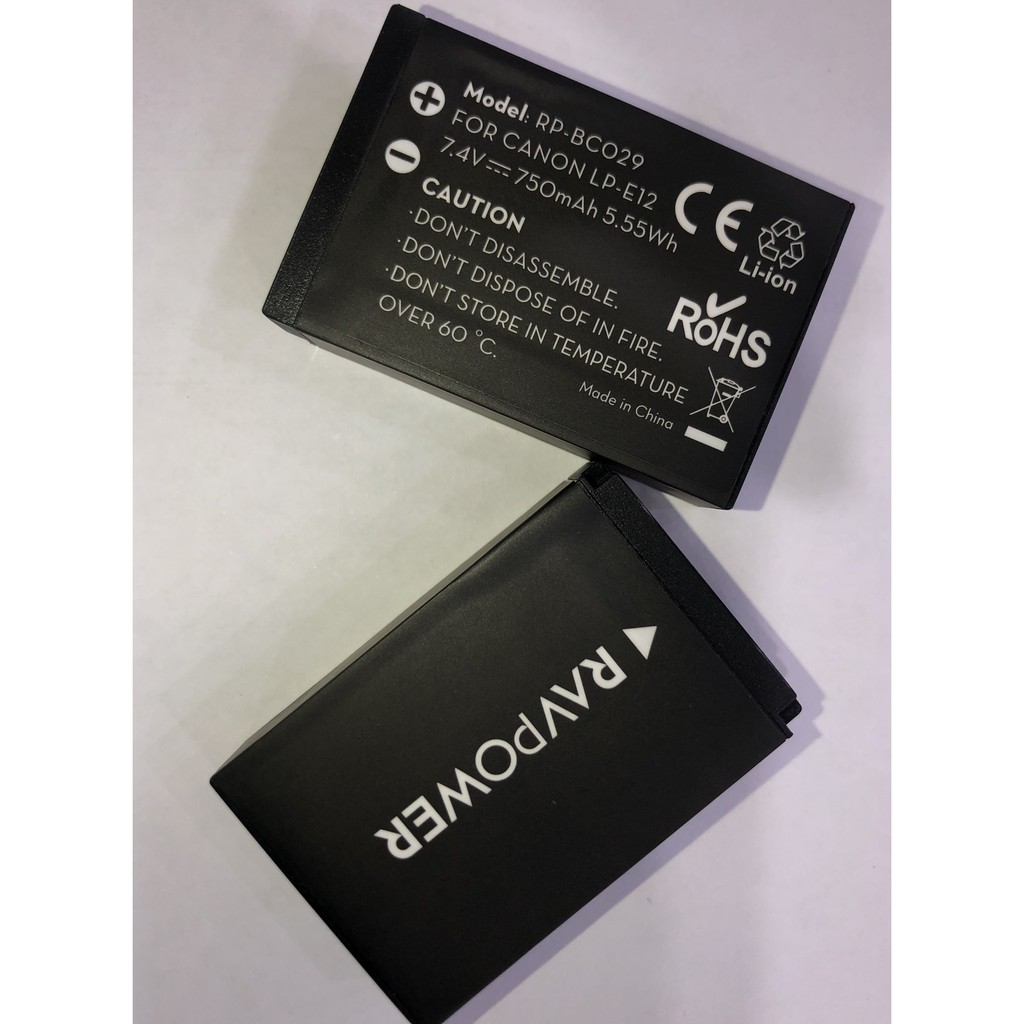 Model: RP-BC029
FOR CANON LP-E12
7.4V 750mAh 5.55Wh
CAUTION
·DON'T DISASSEMBLE.
·DON'T DISPOSE OF IN FIRE.
·DON'T STORE IN TEMPERATURE
OVER 60 °C.
CE
Li-ion
RoHS
Made in China
RAVPOWER